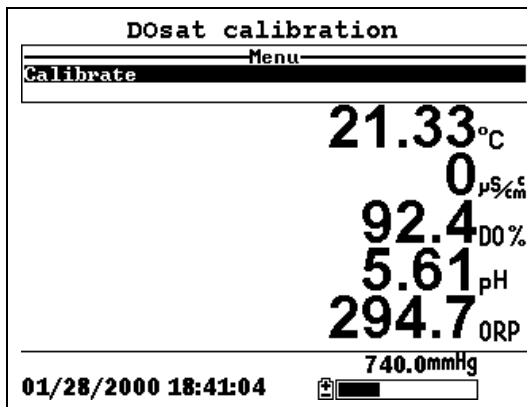 DOsat calibration
Menu
Calibrate
21.33°C
0µS/cm c
92.4DO%
5.61pH
294.7ORP
740.0mmHg
01/28/2000 18:41:04